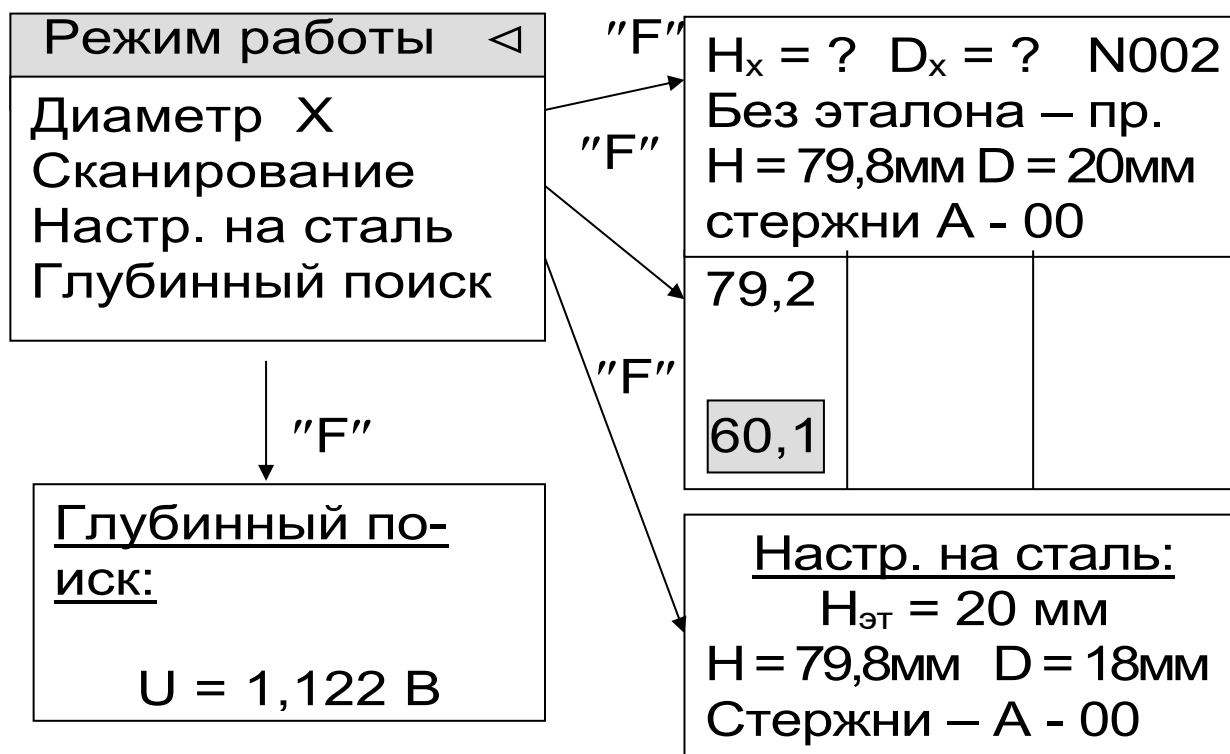 Режим работы ◁
Диаметр X
Сканирование
Настр. на сталь
Глубинный поиск
"F"
"F"
"F"
"F"
Hₓ = ? Dₓ = ? N002
Без эталона – пр.
H = 79,8мм D = 20мм
стержни А - 00
79,2
60,1
Глубинный по-
иск:
U = 1,122 В
Настр. на сталь:
Hэт = 20 мм
H = 79,8мм D = 18мм
Стержни – А - 00